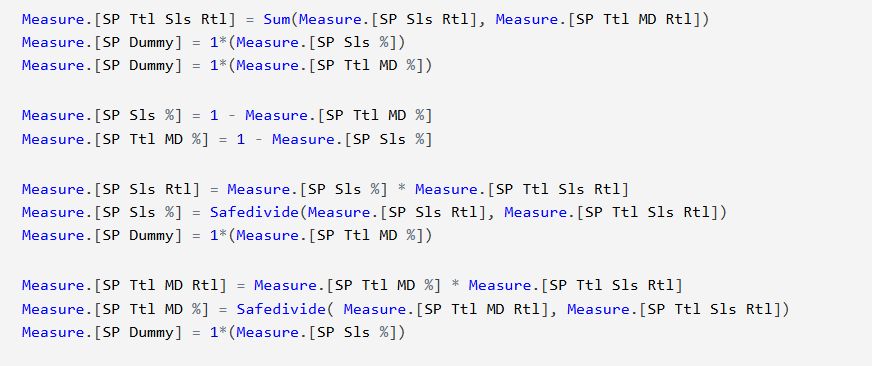 Measure.[SP Ttl Sls Rtl] = Sum(Measure.[SP Sls Rtl], Measure.[SP Ttl MD Rtl])
Measure.[SP Dummy] = 1*(Measure.[SP Sls %])
Measure.[SP Dummy] = 1*(Measure.[SP Ttl MD %])
Measure.[SP Sls %] = 1 - Measure.[SP Ttl MD %]
Measure.[SP Ttl MD %] = 1 - Measure.[SP Sls %]
Measure.[SP Sls Rtl] = Measure.[SP Sls %] * Measure.[SP Ttl Sls Rtl]
Measure.[SP Sls %] = Safedivide(Measure.[SP Sls Rtl], Measure.[SP Ttl Sls Rtl])
Measure.[SP Dummy] = 1*(Measure.[SP Ttl MD %])
Measure.[SP Ttl MD Rtl] = Measure.[SP Ttl MD %] * Measure.[SP Ttl Sls Rtl]
Measure.[SP Ttl MD %] = Safedivide( Measure.[SP Ttl MD Rtl], Measure.[SP Ttl Sls Rtl])
Measure.[SP Dummy] = 1*(Measure.[SP Sls %])